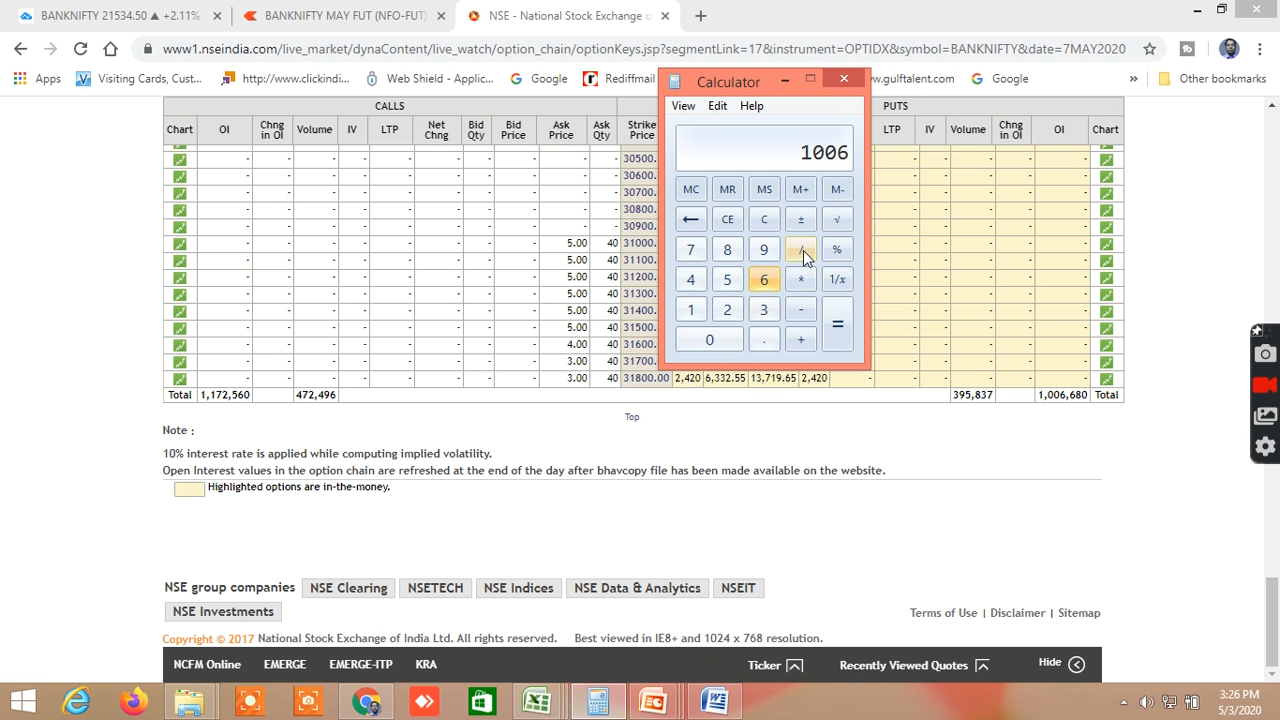 BANKNIFTY 21534.50 ▲ +2.11%
BANKNIFTY MAY FUT (NFO-FUT)
NSE - National Stock Exchange of
www1.nseindia.com/live_market/dynaContent/live_watch/option_chain/optionKeys.jsp?segmentLink=17&instrument=OPTIDX&symbol=BANKNIFTY&date=7MAY2020
Apps Visiting Cards, Cust... http://www.clickindi... Web Shield - Applic... Google Rediffmail www.gulftalent.com Google » Other bookmarks
CALLS PUTS
Chart OI Chng in OI Volume IV LTP Net Chng Bid Qty Bid Price Ask Price Ask Qty Strike Price LTP IV Volume Chng in OI OI Chart
- - - - - - - - - - 30500. - - - - -
- - - - - - - - - - 30600. - - - - -
- - - - - - - - - - 30700. - - - - -
- - - - - - - - - - 30800. - - - - -
- - - - - - - - - - 30900. - - - - -
- - - - - - - - 5.00 40 31000. - - - - -
- - - - - - - - 5.00 40 31100. - - - - -
- - - - - - - - 5.00 40 31200. - - - - -
- - - - - - - - 5.00 40 31300. - - - - -
- - - - - - - - 5.00 40 31400. - - - - -
- - - - - - - - 5.00 40 31500. - - - - -
- - - - - - - - 4.00 40 31600. - - - - -
- - - - - - - - 3.00 40 31700. - - - - -
- - - - - - - - 3.00 40 31800.00 2,420 6,332.55 13,719.65 2,420 - - - - -
Total 1,172,560 472,496 395,837 1,006,680 Total
Calculator
View Edit Help
1006
MC MR MS M+ M-
← CE C ± √
7 8 9 / %
4 5 6 * 1/x
1 2 3 - =
0 . +
Top
Note :
10% interest rate is applied while computing implied volatility.
Open Interest values in the option chain are refreshed at the end of the day after bhavcopy file has been made available on the website.
Highlighted options are in-the-money.
NSE group companies NSE Clearing NSETECH NSE Indices NSE Data & Analytics NSEIT
NSE Investments
Terms of Use | Disclaimer | Sitemap
Copyright © 2017 National Stock Exchange of India Ltd. All rights reserved. Best viewed in IE8+ and 1024 x 768 resolution.
NCFM Online EMERGE EMERGE-ITP KRA Ticker Recently Viewed Quotes Hide
3:26 PM
5/3/2020